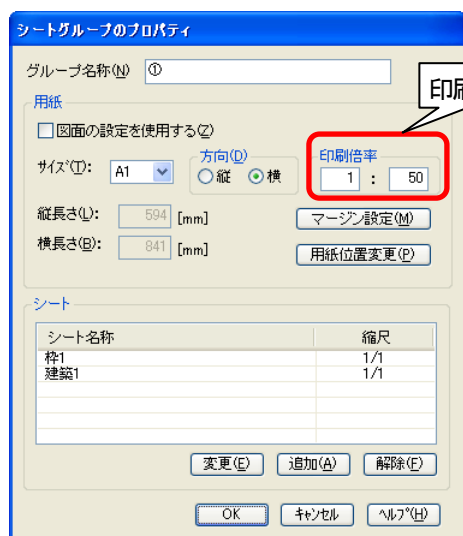 シートグループのプロパティ
グループ名称(N) ①
印刷
用紙
図面の設定を使用する(Z)
サイズ(T): A1
方向(D)
縦 横
印刷倍率
1 : 50
縦長さ(L): 594 [mm]
マージン設定(M)
横長さ(B): 841 [mm]
用紙位置変更(P)
シート
シート名称 縮尺
枠1 1/1
建築1 1/1
変更(E) 追加(A) 解除(F)
OK キャンセル ヘルプ(H)